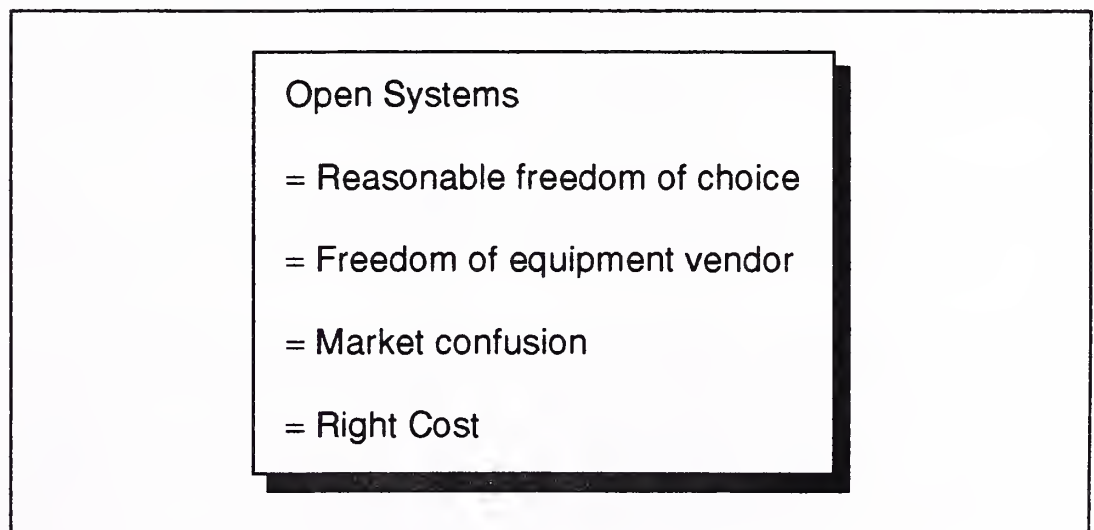 Open Systems
= Reasonable freedom of choice
= Freedom of equipment vendor
= Market confusion
= Right Cost